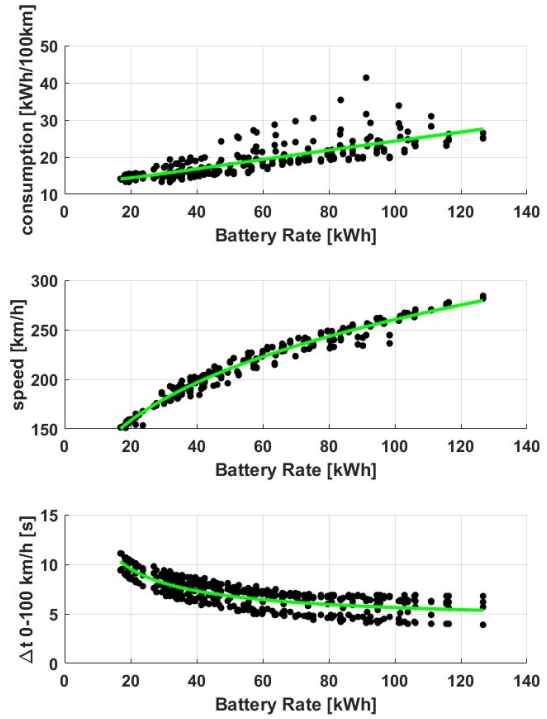 consumption [kWh/100km]
50
40
30
20
10
0 20 40 60 80 100 120 140
Battery Rate [kWh]
speed [km/h]
300
250
200
150
0 20 40 60 80 100 120 140
Battery Rate [kWh]
Δt 0-100 km/h [s]
15
10
5
0
0 20 40 60 80 100 120 140
Battery Rate [kWh]